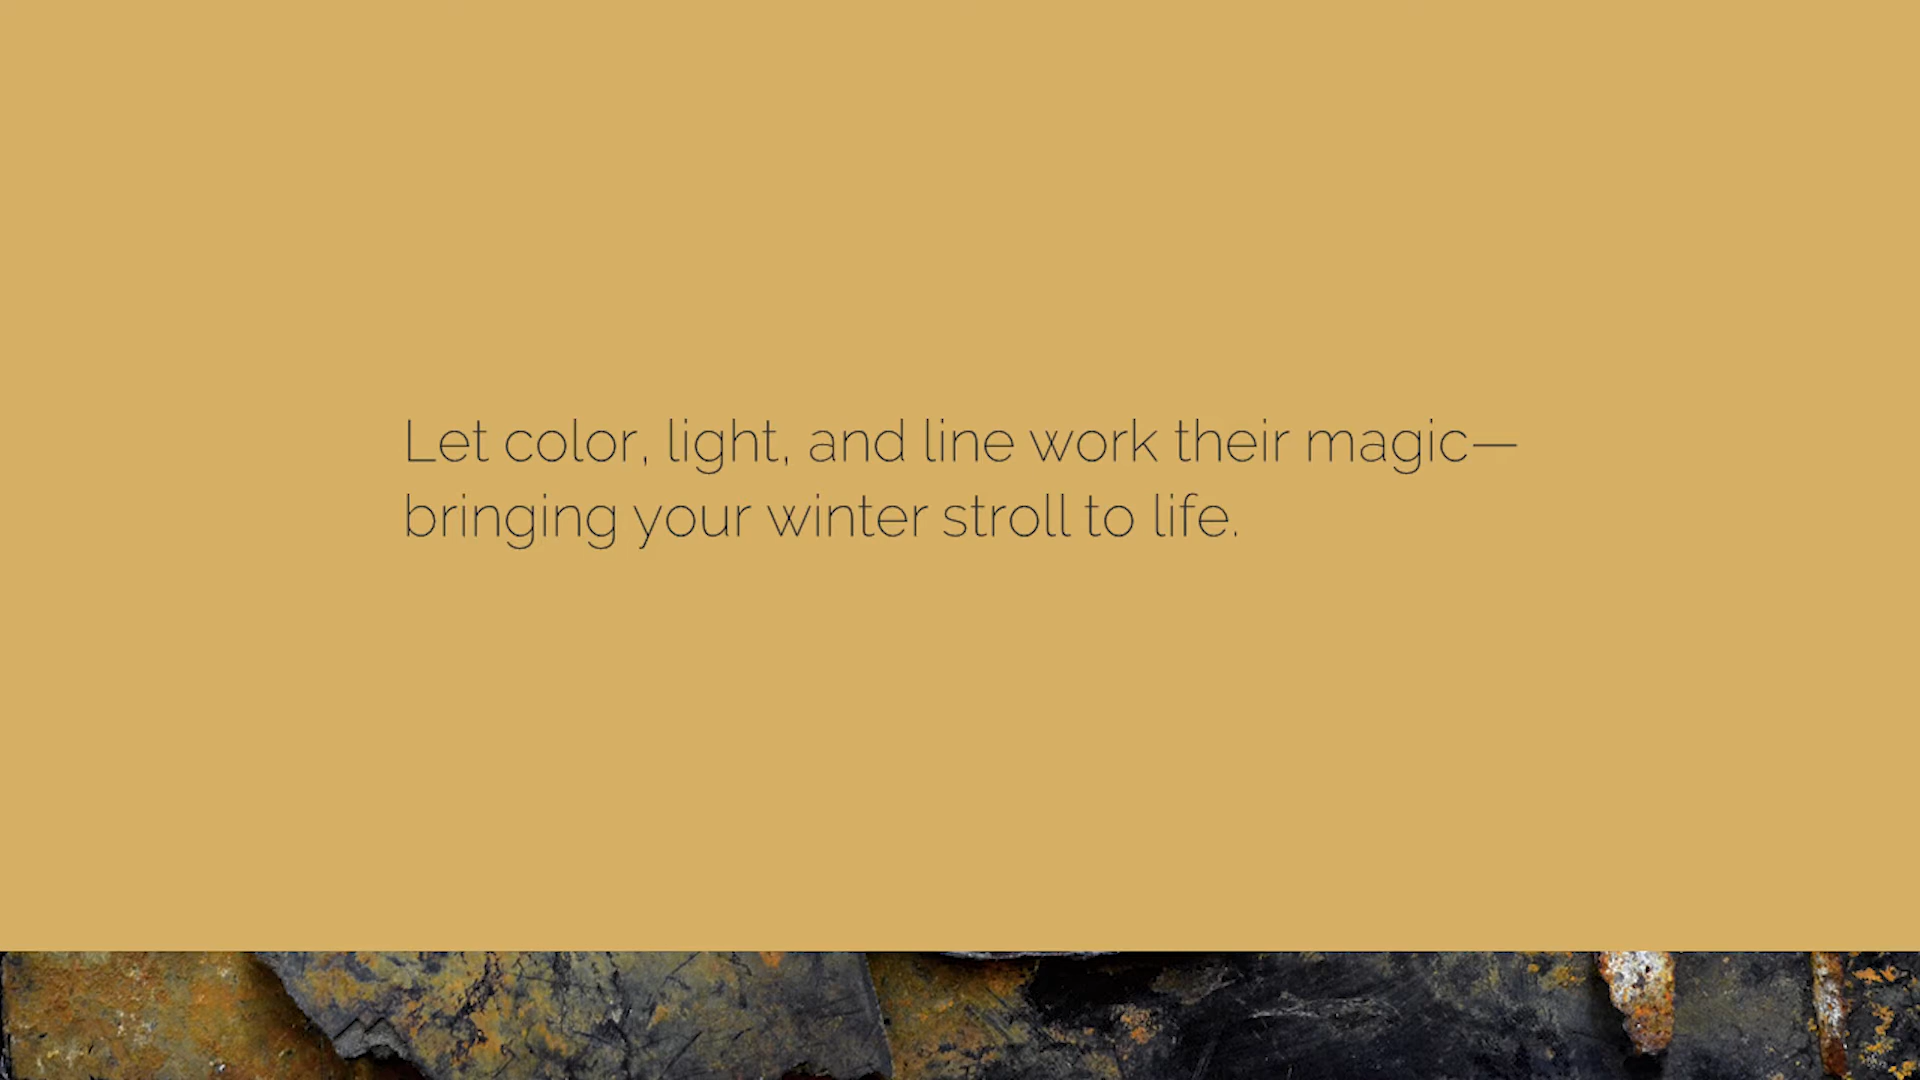 Let color, light, and line work their magic—
bringing your winter stroll to life.